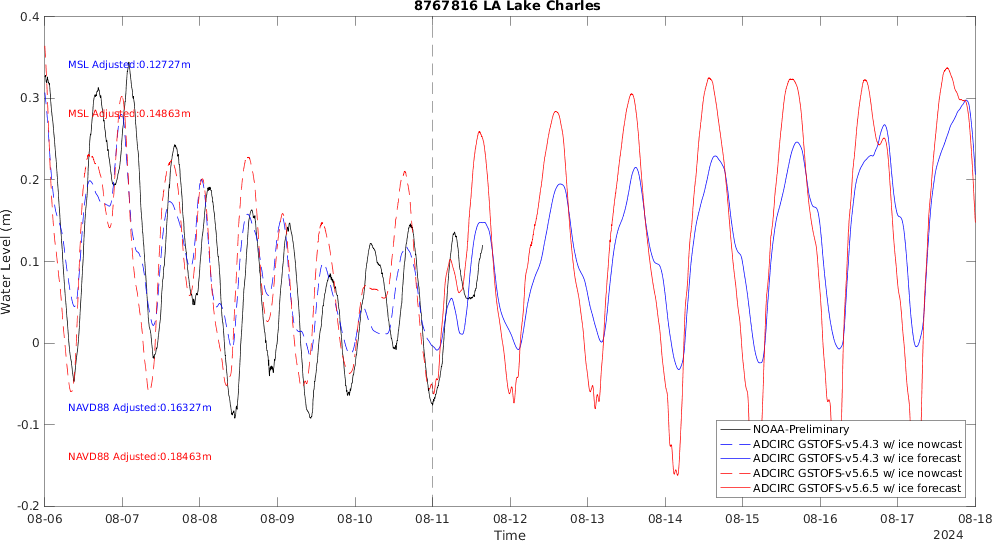 8767816 LA Lake Charles
0.4
0.3
0.2
0.1
0
-0.1
-0.2
Water Level (m)
MSL Adjusted:0.12727m
MSL Adjusted:0.14863m
NAVD88 Adjusted:0.16327m
NAVD88 Adjusted:0.18463m
NOAA-Preliminary
ADCIRC GSTOFS-v5.4.3 w/ ice nowcast
ADCIRC GSTOFS-v5.4.3 w/ ice forecast
ADCIRC GSTOFS-v5.6.5 w/ ice nowcast
ADCIRC GSTOFS-v5.6.5 w/ ice forecast
08-06 08-07 08-08 08-09 08-10 08-11 08-12 08-13 08-14 08-15 08-16 08-17 08-18
Time
2024